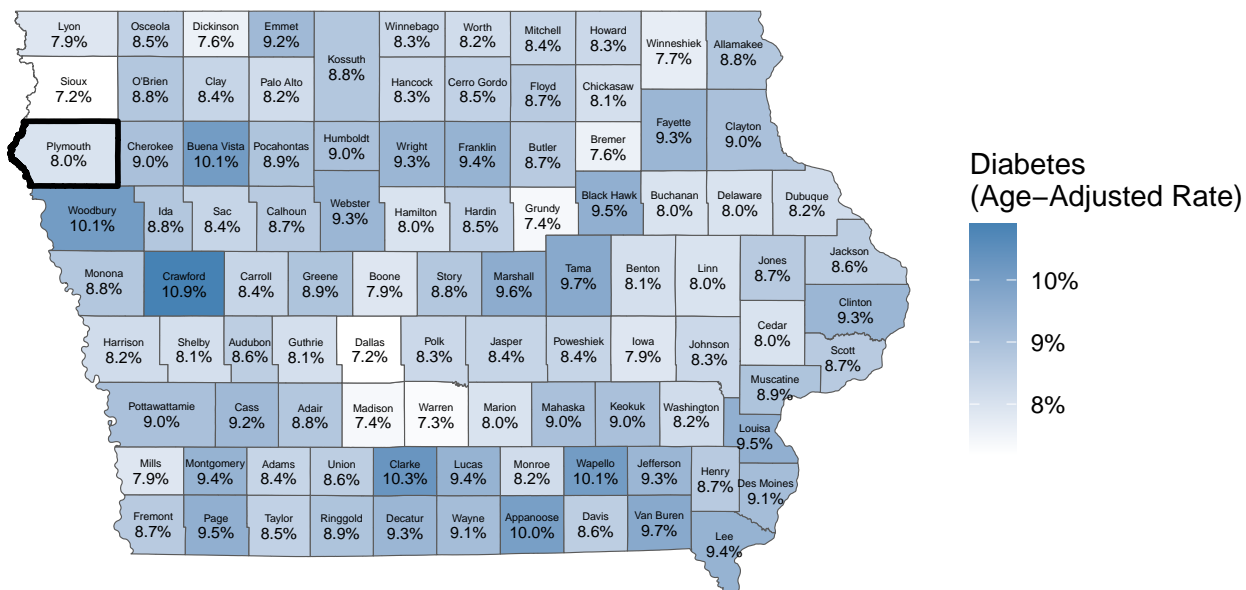 Lyon
7.9%
Osceola
8.5%
Dickinson
7.6%
Emmet
9.2%
Kossuth
8.8%
Winnebago
8.3%
Worth
8.2%
Mitchell
8.4%
Howard
8.3%
Winneshiek
7.7%
Allamakee
8.8%
Sioux
7.2%
O'Brien
8.8%
Clay
8.4%
Palo Alto
8.2%
Hancock
8.3%
Cerro Gordo
8.5%
Floyd
8.7%
Chickasaw
8.1%
Fayette
9.3%
Clayton
9.0%
Plymouth
8.0%
Cherokee
9.0%
Buena Vista
10.1%
Pocahontas
8.9%
Humboldt
9.0%
Wright
9.3%
Franklin
9.4%
Butler
8.7%
Bremer
7.6%
Woodbury
10.1%
Ida
8.8%
Sac
8.4%
Calhoun
8.7%
Webster
9.3%
Hamilton
8.0%
Hardin
8.5%
Grundy
7.4%
Black Hawk
9.5%
Buchanan
8.0%
Delaware
8.0%
Dubuque
8.2%
Monona
8.8%
Crawford
10.9%
Carroll
8.4%
Greene
8.9%
Boone
7.9%
Story
8.8%
Marshall
9.6%
Tama
9.7%
Benton
8.1%
Linn
8.0%
Jones
8.7%
Jackson
8.6%
Clinton
9.3%
Harrison
8.2%
Shelby
8.1%
Audubon
8.6%
Guthrie
8.1%
Dallas
7.2%
Polk
8.3%
Jasper
8.4%
Poweshiek
8.4%
Iowa
7.9%
Johnson
8.3%
Cedar
8.0%
Scott
8.7%
Muscatine
8.9%
Pottawattamie
9.0%
Cass
9.2%
Adair
8.8%
Madison
7.4%
Warren
7.3%
Marion
8.0%
Mahaska
9.0%
Keokuk
9.0%
Washington
8.2%
Louisa
9.5%
Mills
7.9%
Montgomery
9.4%
Adams
8.4%
Union
8.6%
Clarke
10.3%
Lucas
9.4%
Monroe
8.2%
Wapello
10.1%
Jefferson
9.3%
Henry
8.7%
Des Moines
9.1%
Fremont
8.7%
Page
9.5%
Taylor
8.5%
Ringgold
8.9%
Decatur
9.3%
Wayne
9.1%
Appanoose
10.0%
Davis
8.6%
Van Buren
9.7%
Lee
9.4%
Diabetes
(Age−Adjusted Rate)
10%
9%
8%